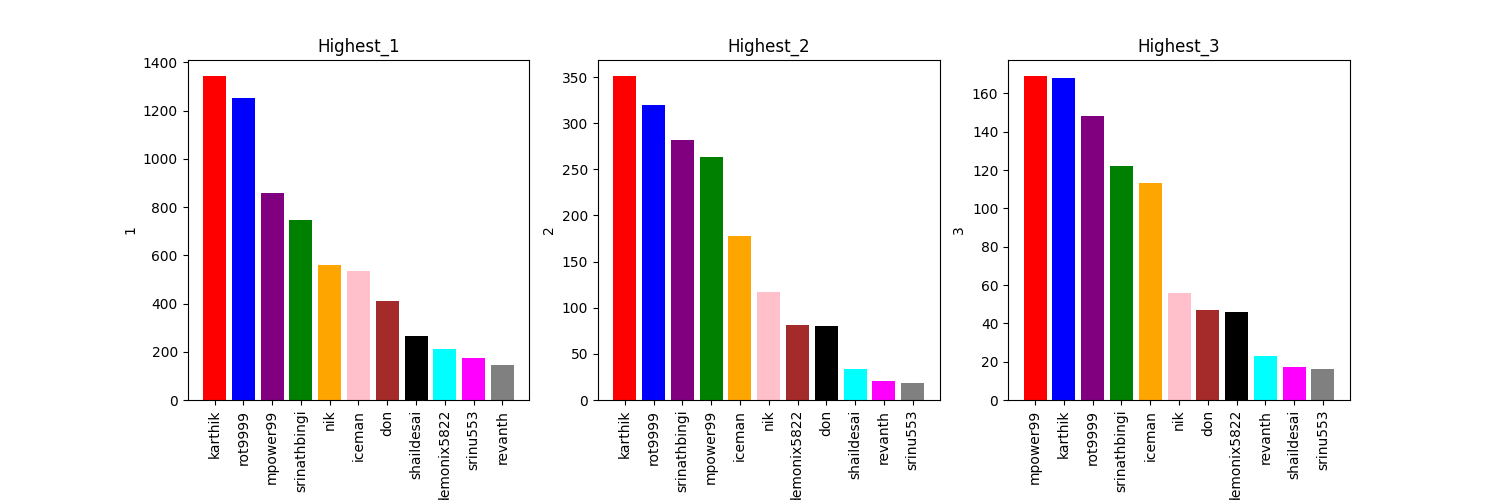 Highest_1
1400
1200
1000
800
600
400
200
0
1
karthik
rot9999
mpower99
srinathbingi
nik
iceman
don
shaildesai
lemonix5822
srinu553
revanth
Highest_2
350
300
250
200
150
100
50
0
2
karthik
rot9999
srinathbingi
mpower99
iceman
nik
lemonix5822
don
shaildesai
revanth
srinu553
Highest_3
160
140
120
100
80
60
40
20
0
3
mpower99
karthik
rot9999
srinathbingi
iceman
nik
don
lemonix5822
revanth
shaildesai
srinu553